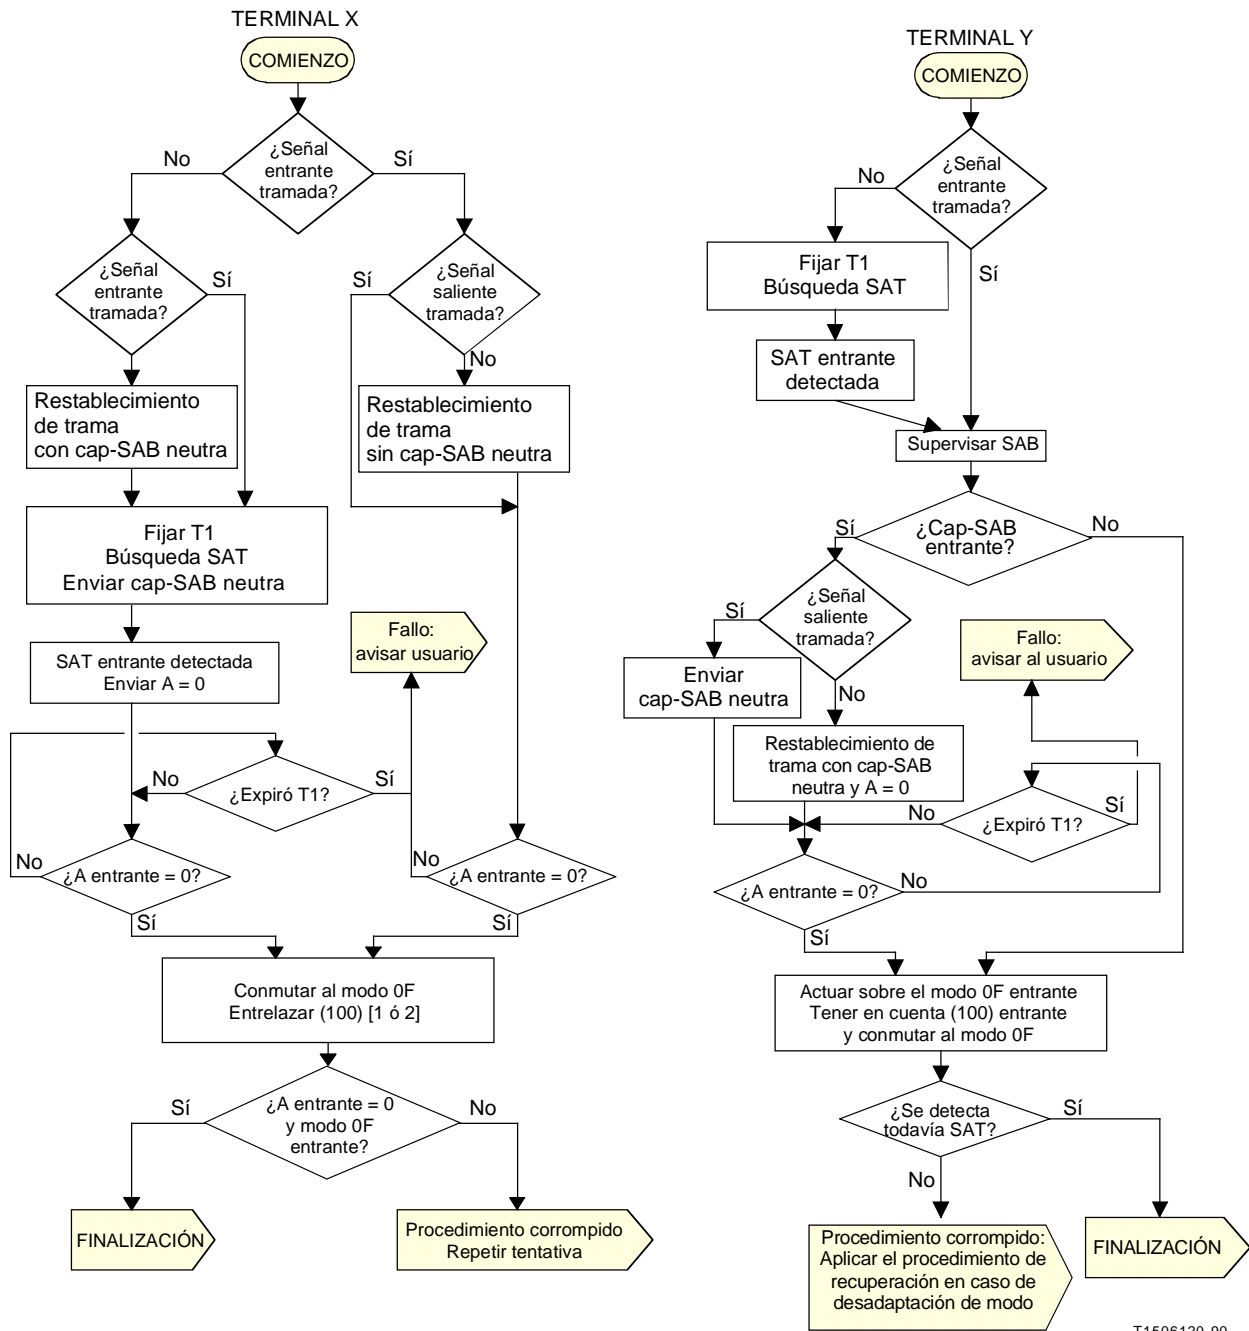 TERMINAL X
COMIENZO
¿Señal
entrante
tramada?
No
Sí
¿Señal
entrante
tramada?
Sí
Sí
¿Señal
saliente
tramada?
No
Restablecimiento
de trama
con cap-SAB neutra
Restablecimiento
de trama
sin cap-SAB neutra
Fijar T1
Búsqueda SAT
Enviar cap-SAB neutra
SAT entrante detectada
Enviar A = 0
Fallo:
avisar usuario
No
¿Expiró T1?
Sí
No
¿A entrante = 0?
No
¿A entrante = 0?
Sí
Sí
Conmutar al modo 0F
Entrelazar (100) [1 ó 2]
Sí
¿A entrante = 0
y modo 0F
entrante?
No
FINALIZACIÓN
Procedimiento corrompido
Repetir tentativa
TERMINAL Y
COMIENZO
No
¿Señal
entrante
tramada?
Sí
Fijar T1
Búsqueda SAT
SAT entrante
detectada
Supervisar SAB
Sí
¿Cap-SAB
entrante?
No
Sí
¿Señal
saliente
tramada?
No
Fallo:
avisar al usuario
Enviar
cap-SAB neutra
Restablecimiento de
trama con cap-SAB
neutra y A = 0
No
¿Expiró T1?
Sí
¿A entrante = 0?
No
Sí
Actuar sobre el modo 0F entrante
Tener en cuenta (100) entrante
y conmutar al modo 0F
¿Se detecta
todavía SAT?
Sí
No
Procedimiento corrompido:
Aplicar el procedimiento de
recuperación en caso de
desadaptación de modo
FINALIZACIÓN
T1506120-90